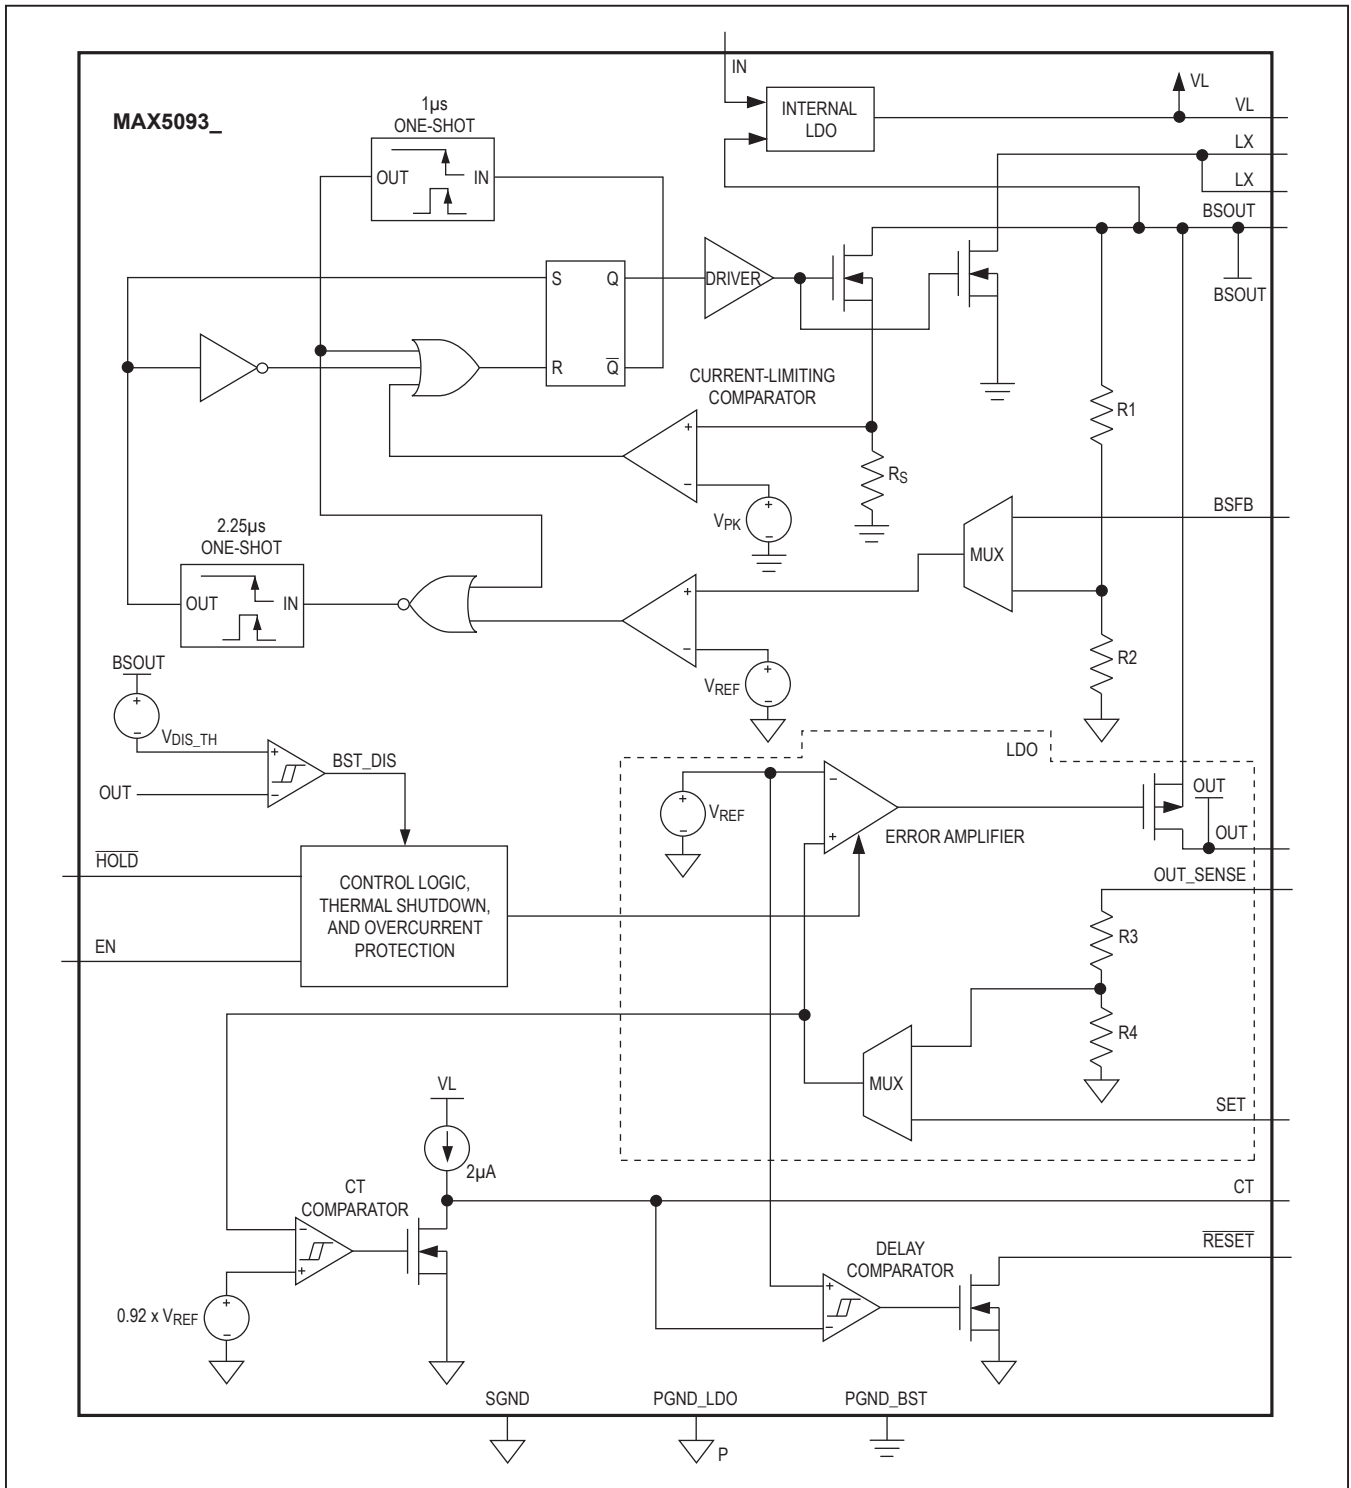 IN
VL
MAX5093_
1µs
ONE-SHOT
INTERNAL
LDO
VL
LX
OUT
IN
LX
BSOUT
S
Q
DRIVER
BSOUT
R
Q̅
CURRENT-LIMITING
COMPARATOR
R1
+
−
RS
VPK
+
−
BSFB
MUX
2.25µs
ONE-SHOT
OUT
IN
+
−
R2
BSOUT
VREF
+
−
+
−
VDIS_TH
LDO
+
−
BST_DIS
OUT
+
−
VREF
−
+
ERROR AMPLIFIER
OUT
OUT
H̅O̅L̅D̅
OUT_SENSE
CONTROL LOGIC,
THERMAL SHUTDOWN,
AND OVERCURRENT
PROTECTION
EN
R3
R4
MUX
VL
SET
2µA
CT
COMPARATOR
CT
−
+
DELAY
COMPARATOR
R̅E̅S̅E̅T̅
+
−
0.92 x VREF
+
−
SGND
PGND_LDO
PGND_BST
P